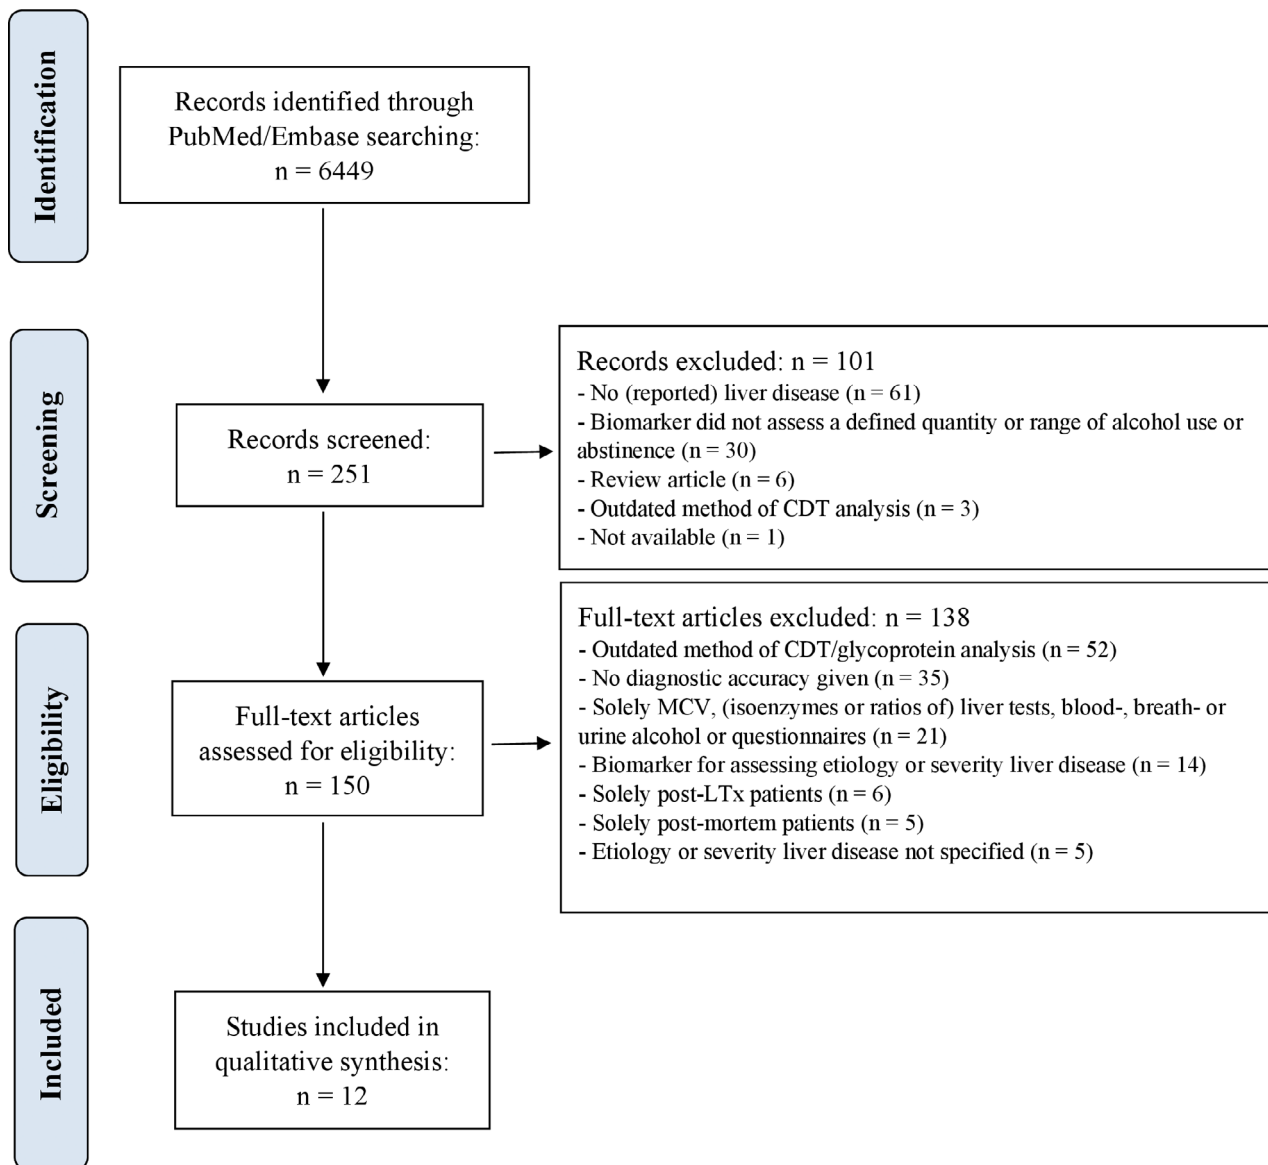 Identification
Records identified through
PubMed/Embase searching:
n = 6449
Screening
Records screened:
n = 251
Records excluded: n = 101
- No (reported) liver disease (n = 61)
- Biomarker did not assess a defined quantity or range of alcohol use or
abstinence (n = 30)
- Review article (n = 6)
- Outdated method of CDT analysis (n = 3)
- Not available (n = 1)
Eligibility
Full-text articles
assessed for eligibility:
n = 150
Full-text articles excluded: n = 138
- Outdated method of CDT/glycoprotein analysis (n = 52)
- No diagnostic accuracy given (n = 35)
- Solely MCV, (isoenzymes or ratios of) liver tests, blood-, breath- or
urine alcohol or questionnaires (n = 21)
- Biomarker for assessing etiology or severity liver disease (n = 14)
- Solely post-LTx patients (n = 6)
- Solely post-mortem patients (n = 5)
- Etiology or severity liver disease not specified (n = 5)
Included
Studies included in
qualitative synthesis:
n = 12